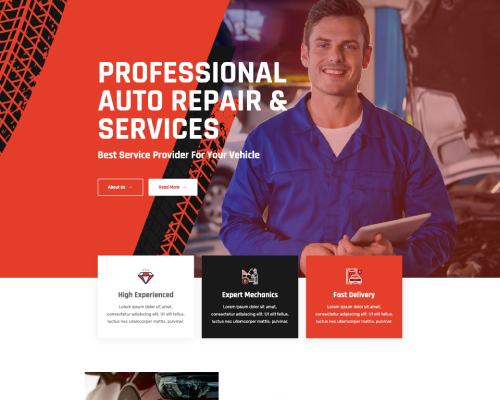 PROFESSIONAL
AUTO REPAIR &
SERVICES
Best Service Provider For Your Vehicle
About Us →
Read More →
High Experienced
Lorem ipsum dolor sit amet,
consectetur adipiscing elit. Ut elit tellus,
luctus nec ullamcorper mattis, pulvinar.
Expert Mechanics
Lorem ipsum dolor sit amet,
consectetur adipiscing elit. Ut elit tellus,
luctus nec ullamcorper mattis, pulvinar.
Fast Delivery
Lorem ipsum dolor sit amet,
consectetur adipiscing elit. Ut elit tellus,
luctus nec ullamcorper mattis, pulvinar.